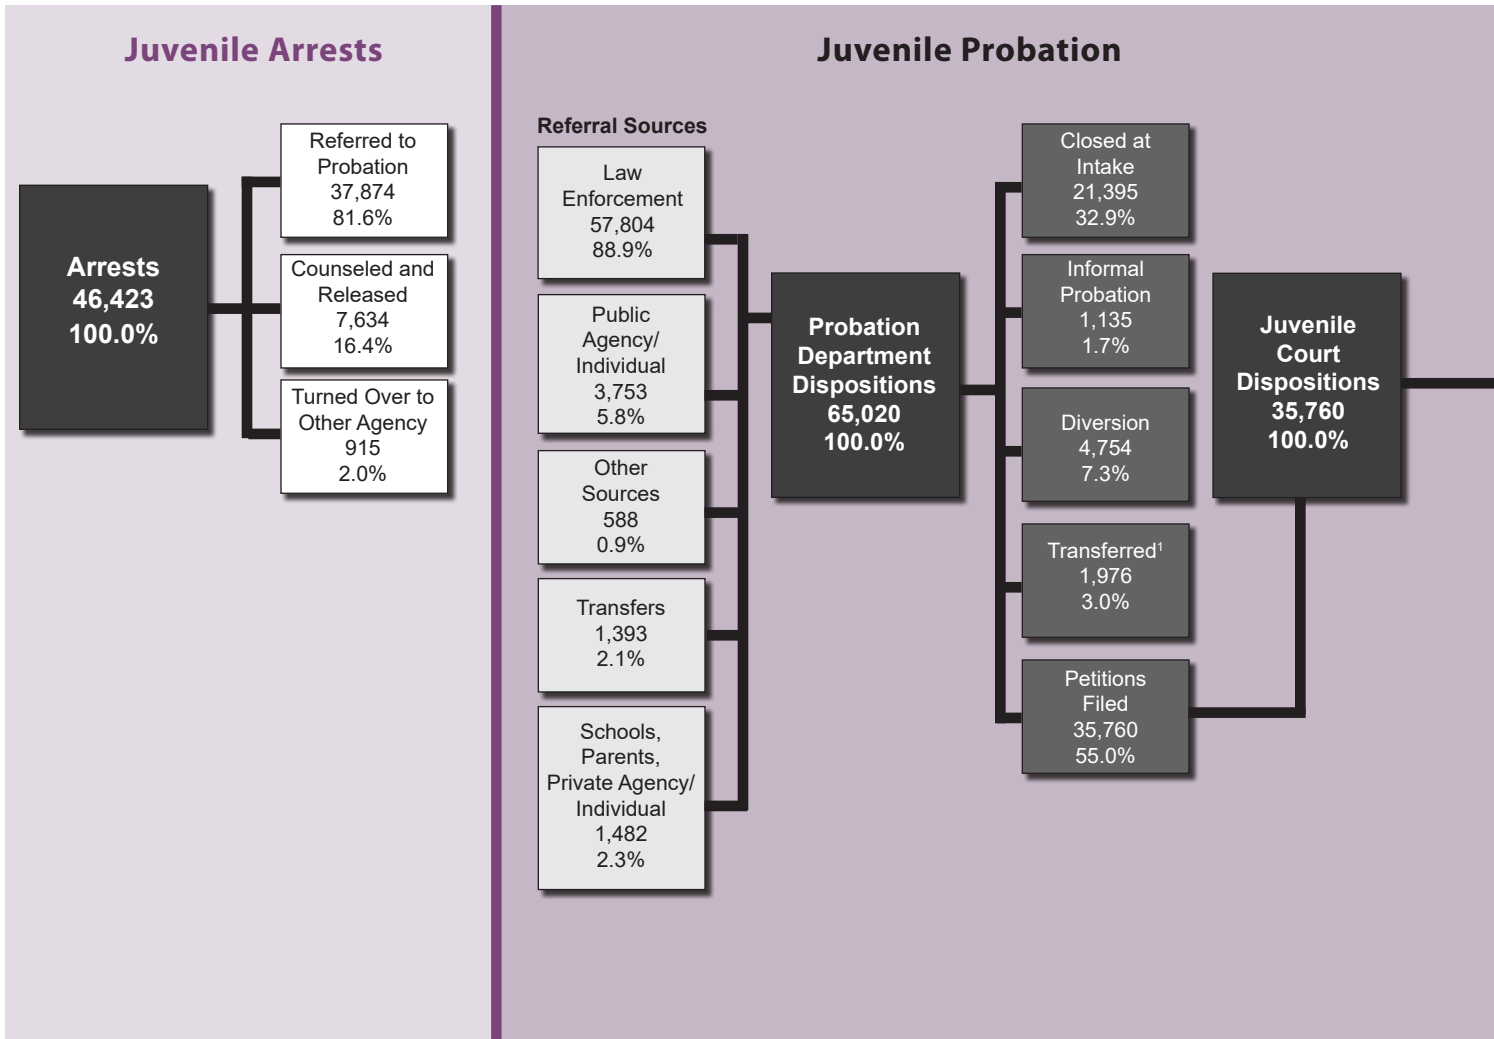 Juvenile Arrests
Arrests
46,423
100.0%
Referred to
Probation
37,874
81.6%
Counseled and
Released
7,634
16.4%
Turned Over to
Other Agency
915
2.0%
Juvenile Probation
Referral Sources
Law
Enforcement
57,804
88.9%
Public
Agency/
Individual
3,753
5.8%
Other
Sources
588
0.9%
Transfers
1,393
2.1%
Schools,
Parents,
Private Agency/
Individual
1,482
2.3%
Probation
Department
Dispositions
65,020
100.0%
Closed at
Intake
21,395
32.9%
Informal
Probation
1,135
1.7%
Diversion
4,754
7.3%
Transferred¹
1,976
3.0%
Petitions
Filed
35,760
55.0%
Juvenile
Court
Dispositions
35,760
100.0%